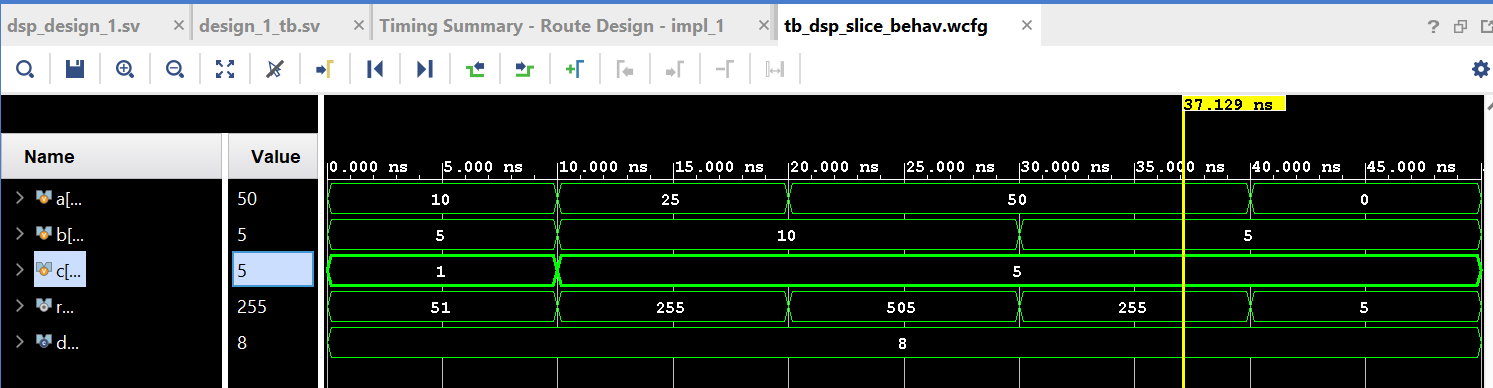 dsp_design_1.sv × design_1_tb.sv × Timing Summary - Route Design - impl_1 × tb_dsp_slice_behav.wcfg × ?
37.129 ns
Name Value 0.000 ns 5.000 ns 10.000 ns 15.000 ns 20.000 ns 25.000 ns 30.000 ns 35.000 ns 40.000 ns 45.000 ns
a[... 50 10 25 50 0
b[... 5 5 10 5
c[... 5 1 5
r... 255 51 255 505 255 5
d... 8 8